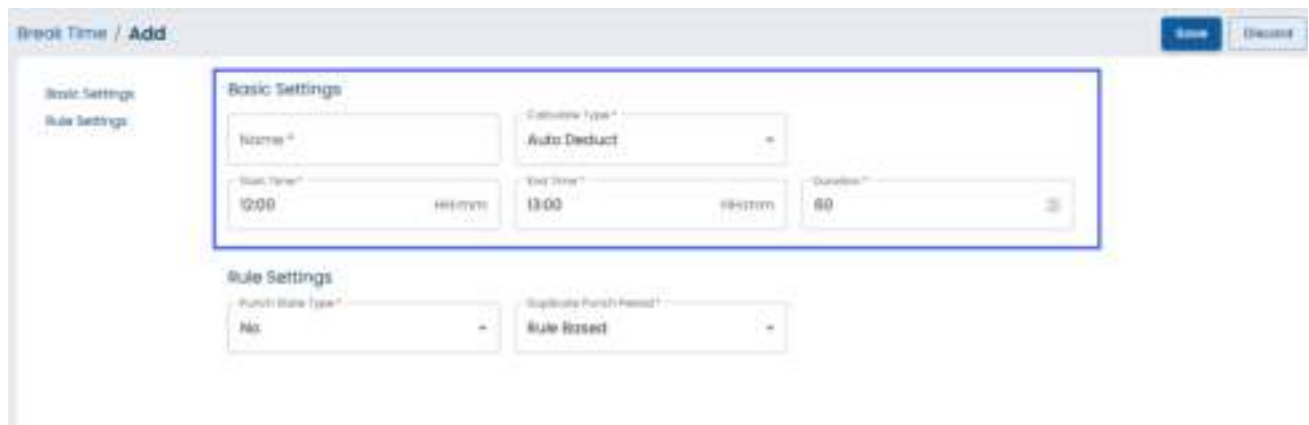 Break Time / Add
Save
Discard
Basic Settings
Rule Settings
Basic Settings
Name *
Calculate Type *
Auto Deduct
Start Time *
12:00
HH:mm
End Time *
13:00
HH:mm
Duration *
60
Rule Settings
Punch State Type *
No
Duplicate Punch Period *
Rule Based